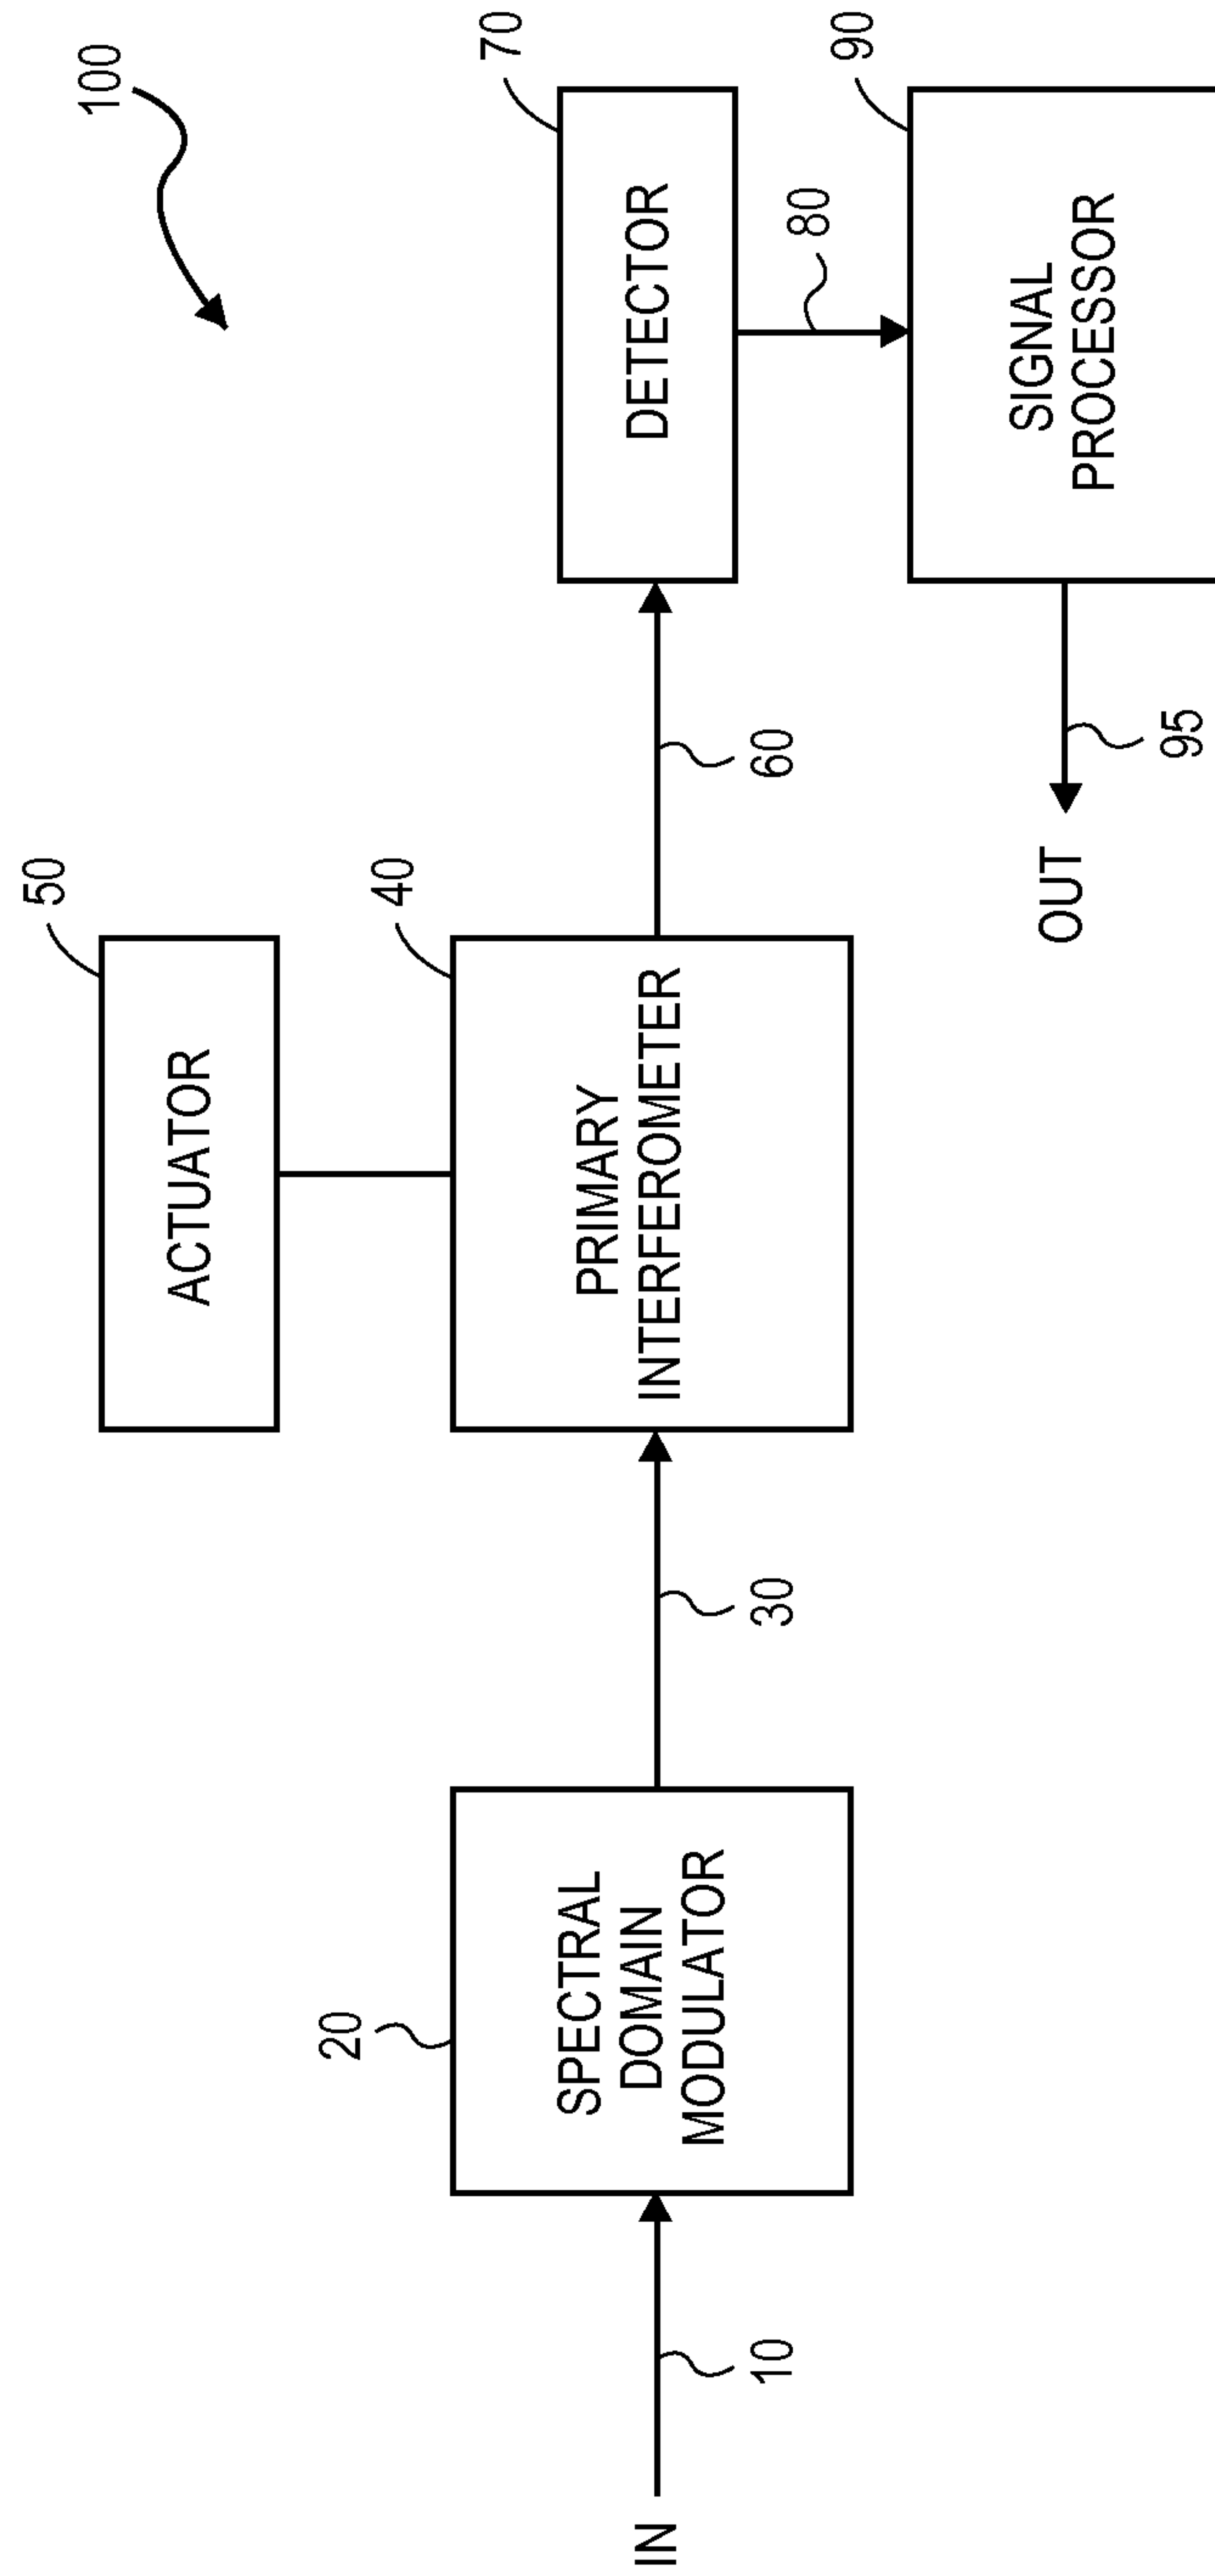 100
50
ACTUATOR
70
DETECTOR
40
PRIMARY
INTERFEROMETER
20
SPECTRAL
DOMAIN
MODULATOR
IN
10
30
60
80
90
SIGNAL
PROCESSOR
OUT
95